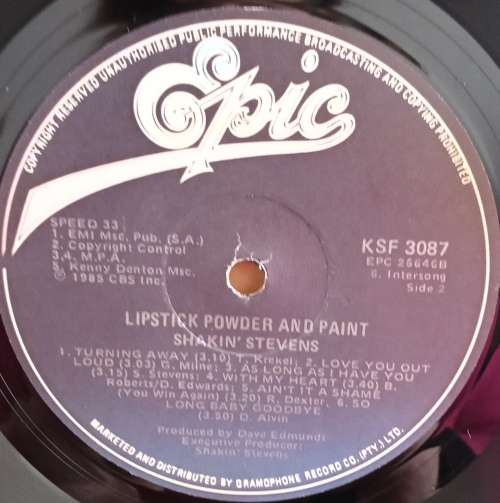 COPYRIGHT RESERVED UNAUTHORISED PUBLIC PERFORMANCE BROADCASTING AND COPYING PROHIBITED
Epic
SPEED 33
1. EMI Msc. Pub. (S.A.)
2. Copyright Control
3,4. M.P.A.
5. Kenny Denton Msc.
℗ 1985 CBS Inc.
KSF 3087
EPC 26646B
6. Intersong
Side 2
LIPSTICK POWDER AND PAINT
SHAKIN' STEVENS
1. TURNING AWAY (3.10) T. Krekel; 2. LOVE YOU OUT
LOUD (3.03) G. Milne; 3. AS LONG AS I HAVE YOU
(3.15) S. Stevens; 4. WITH MY HEART (3.40) B.
Roberts/D. Edwards; 5. AIN'T IT A SHAME
(You Win Again) (3.20) R. Dexter. 6. SO
LONG BABY GOODBYE
(3.50) D. Alvin
Produced by Dave Edmunds
Executive Producer:
Shakin' Stevens
MARKETED AND DISTRIBUTED BY GRAMOPHONE RECORD CO. (PTY.) LTD.